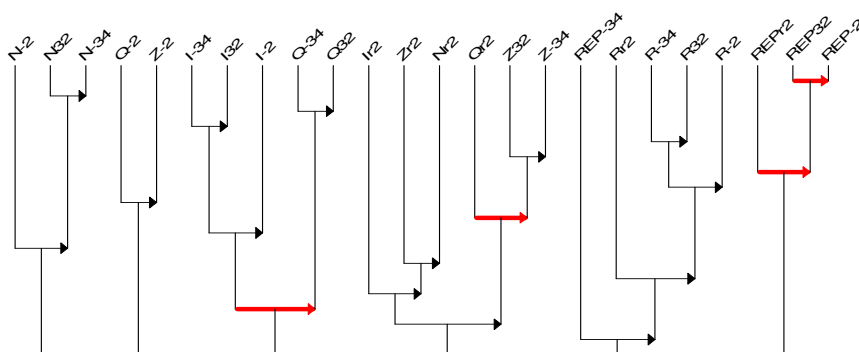 N-2
N32
N-34
Q-2
Z-2
I-34
I32
I-2
Q-34
Q32
Ir2
Zr2
Nr2
Qr2
Z32
Z-34
REP-34
Rr2
R-34
R32
R-2
REPr2
REP32
REP-2